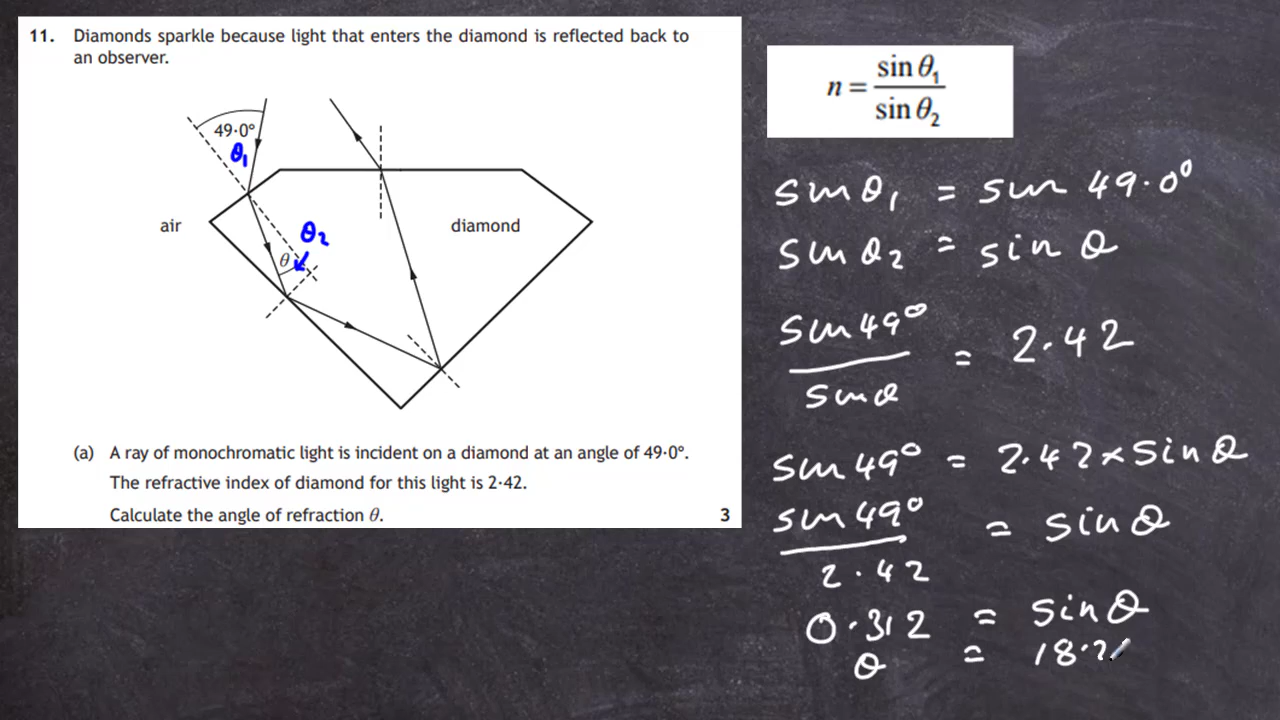 11. Diamonds sparkle because light that enters the diamond is reflected back to
an observer.
49·0°
θ₁
air
θ₂
θ
diamond
(a) A ray of monochromatic light is incident on a diamond at an angle of 49·0°.
The refractive index of diamond for this light is 2·42.
Calculate the angle of refraction θ.
3
n = sin θ₁ / sin θ₂
sin θ₁ = sin 49.0°
sin θ₂ = sin θ
sin 49° / sin θ = 2.42
sin 49° = 2.42 × sin θ
sin 49° / 2.42 = sin θ
0.312 = sin θ
θ = 18.2